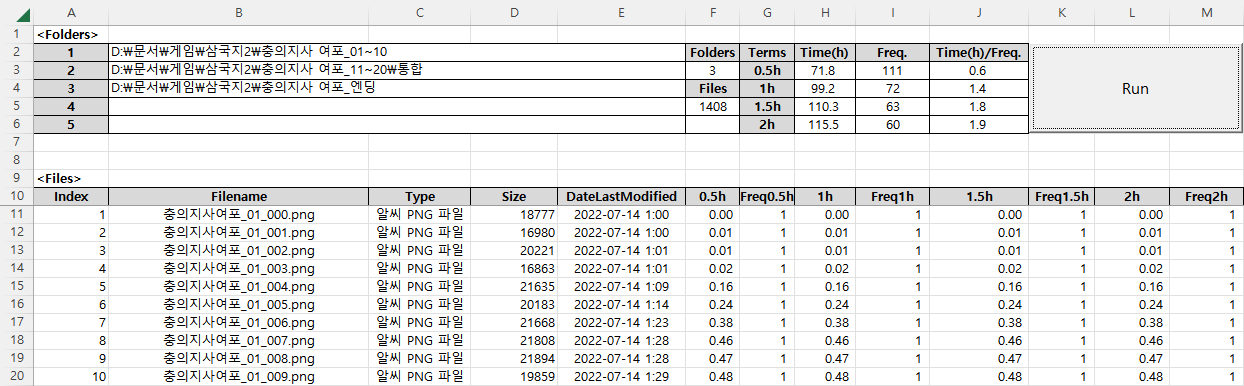 A B C D E F G H I J K L M
1 <Folders>
2 1 D:₩문서₩게임₩삼국지2₩충의지사 여포_01~10 Folders Terms Time(h) Freq. Time(h)/Freq.
3 2 D:₩문서₩게임₩삼국지2₩충의지사 여포_11~20₩통합 3 0.5h 71.8 111 0.6
4 3 D:₩문서₩게임₩삼국지2₩충의지사 여포_엔딩 Files 1h 99.2 72 1.4 Run
5 4 1408 1.5h 110.3 63 1.8
6 5 2h 115.5 60 1.9
7
8
9 <Files>
10 Index Filename Type Size DateLastModified 0.5h Freq0.5h 1h Freq1h 1.5h Freq1.5h 2h Freq2h
11 1 충의지사여포_01_000.png 알씨 PNG 파일 18777 2022-07-14 1:00 0.00 1 0.00 1 0.00 1 0.00 1
12 2 충의지사여포_01_001.png 알씨 PNG 파일 16980 2022-07-14 1:00 0.01 1 0.01 1 0.01 1 0.01 1
13 3 충의지사여포_01_002.png 알씨 PNG 파일 20221 2022-07-14 1:01 0.01 1 0.01 1 0.01 1 0.01 1
14 4 충의지사여포_01_003.png 알씨 PNG 파일 16863 2022-07-14 1:01 0.02 1 0.02 1 0.02 1 0.02 1
15 5 충의지사여포_01_004.png 알씨 PNG 파일 21635 2022-07-14 1:09 0.16 1 0.16 1 0.16 1 0.16 1
16 6 충의지사여포_01_005.png 알씨 PNG 파일 20183 2022-07-14 1:14 0.24 1 0.24 1 0.24 1 0.24 1
17 7 충의지사여포_01_006.png 알씨 PNG 파일 21668 2022-07-14 1:23 0.38 1 0.38 1 0.38 1 0.38 1
18 8 충의지사여포_01_007.png 알씨 PNG 파일 21808 2022-07-14 1:28 0.46 1 0.46 1 0.46 1 0.46 1
19 9 충의지사여포_01_008.png 알씨 PNG 파일 21894 2022-07-14 1:28 0.47 1 0.47 1 0.47 1 0.47 1
20 10 충의지사여포_01_009.png 알씨 PNG 파일 19859 2022-07-14 1:29 0.48 1 0.48 1 0.48 1 0.48 1